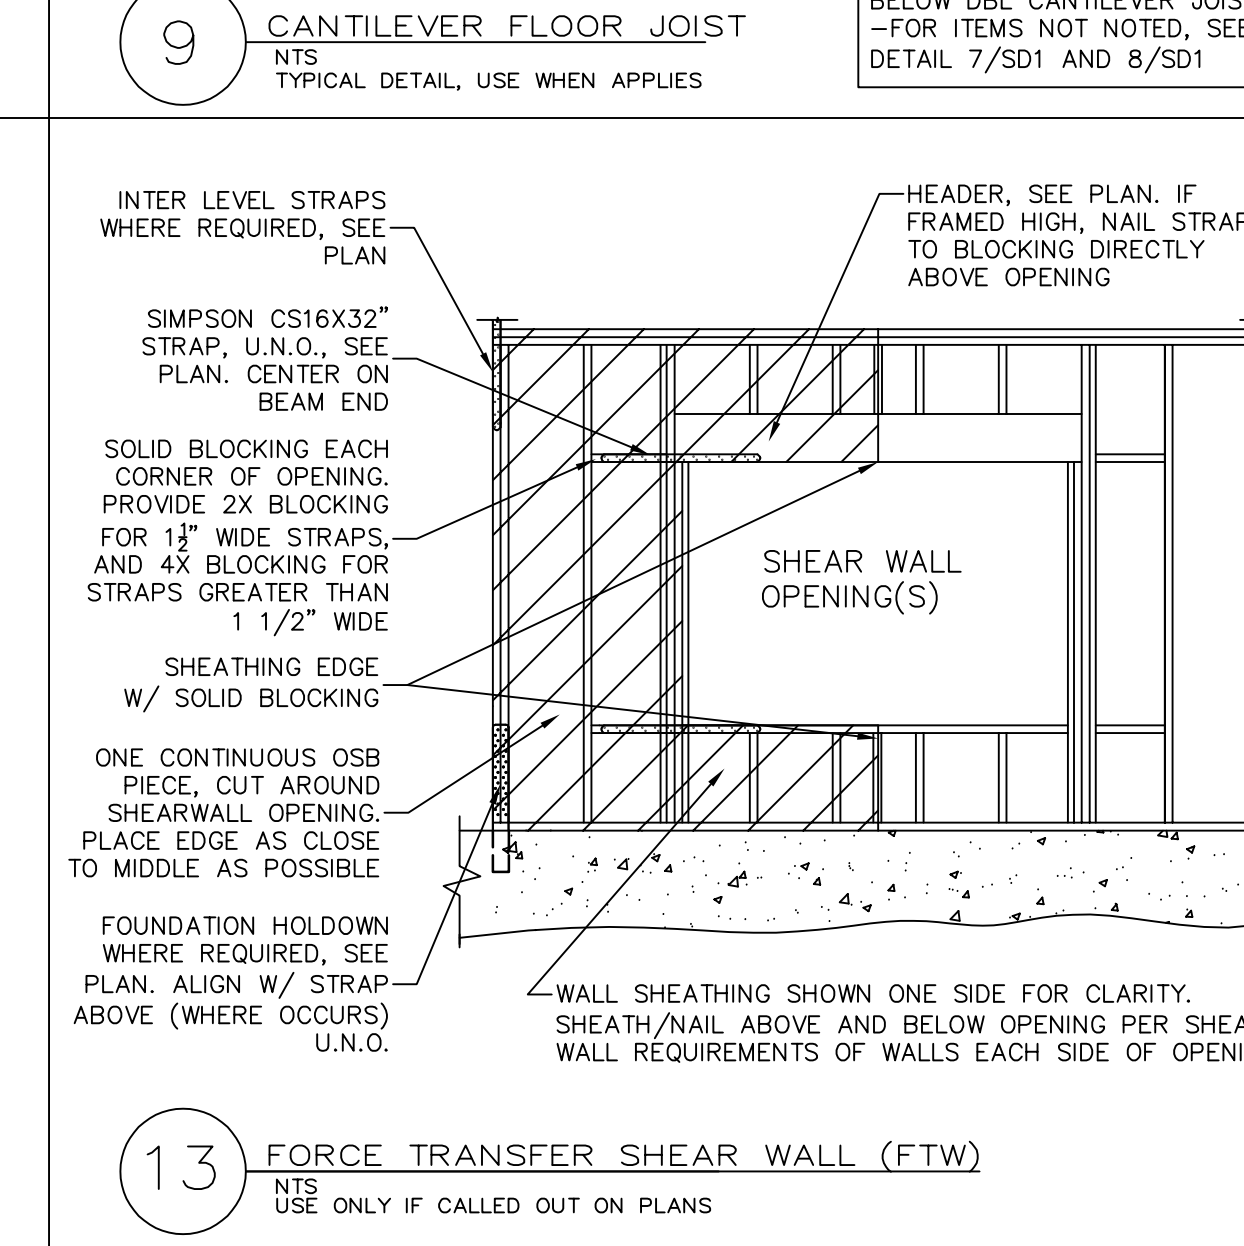 9
CANTILEVER FLOOR JOIST
NTS
TYPICAL DETAIL, USE WHEN APPLIES
BELOW DBL CANTILEVER
-FOR ITEMS NOT NOTED, SEE
DETAIL 7/SD1 AND 8/SD1
INTER LEVEL STRAPS
WHERE REQUIRED, SEE
PLAN
SIMPSON CS16X32"
STRAP, U.N.O., SEE
PLAN. CENTER ON
BEAM END
SOLID BLOCKING EACH
CORNER OF OPENING.
PROVIDE 2X BLOCKING
FOR 1½" WIDE STRAPS,
AND 4X BLOCKING FOR
STRAPS GREATER THAN
1 1/2" WIDE
SHEATHING EDGE
W/ SOLID BLOCKING
ONE CONTINUOUS OSB
PIECE, CUT AROUND
SHEARWALL OPENING.
PLACE EDGE AS CLOSE
TO MIDDLE AS POSSIBLE
FOUNDATION HOLDOWN
WHERE REQUIRED, SEE
PLAN. ALIGN W/ STRAP
ABOVE (WHERE OCCURS)
U.N.O.
HEADER, SEE PLAN. IF
FRAMED HIGH, NAIL STRAP
TO BLOCKING DIRECTLY
ABOVE OPENING
SHEAR WALL
OPENING(S)
WALL SHEATHING SHOWN ONE SIDE FOR CLARITY.
SHEATH/NAIL ABOVE AND BELOW OPENING PER
WALL REQUIREMENTS OF WALLS EACH SIDE OF
13
FORCE TRANSFER SHEAR WALL (FTW)
NTS
USE ONLY IF CALLED OUT ON PLANS